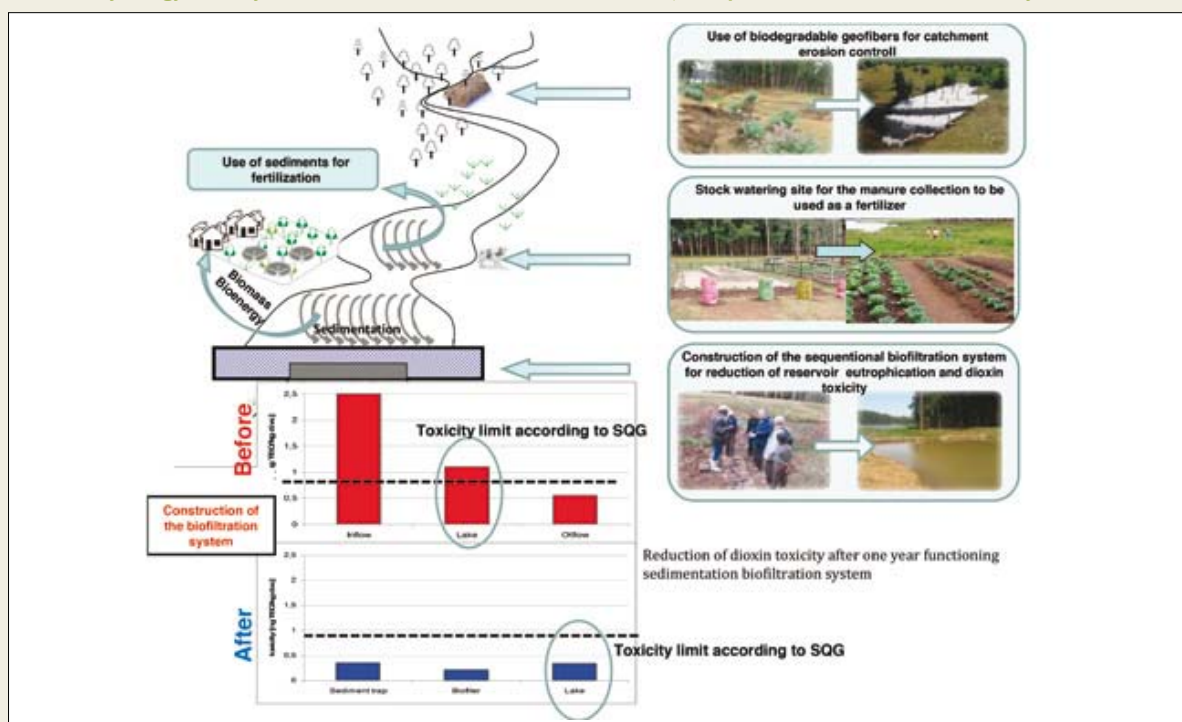 Use of biodegradable geofibers for catchment
erosion controll
Use of sediments for
fertilization
Stock watering site for the manure collection to be
used as a fertilizer
Biomass
Bioenergy
Sedimentation
Construction of the sequentional biofiltration system
for reduction of reservoir eutrophication and dioxin
toxicity
Before
2,5
2
1,5
1
0,5
0
Toxicity limit according to SQG
Inflow
Lake
Construction of
the biofiltration
system
Reduction of dioxin toxicity after one year functioning
sedimentation biofiltration system
After
2,5
2
1,5
1
0,5
0
Toxicity limit according to SQG
Sediment trap
Lake